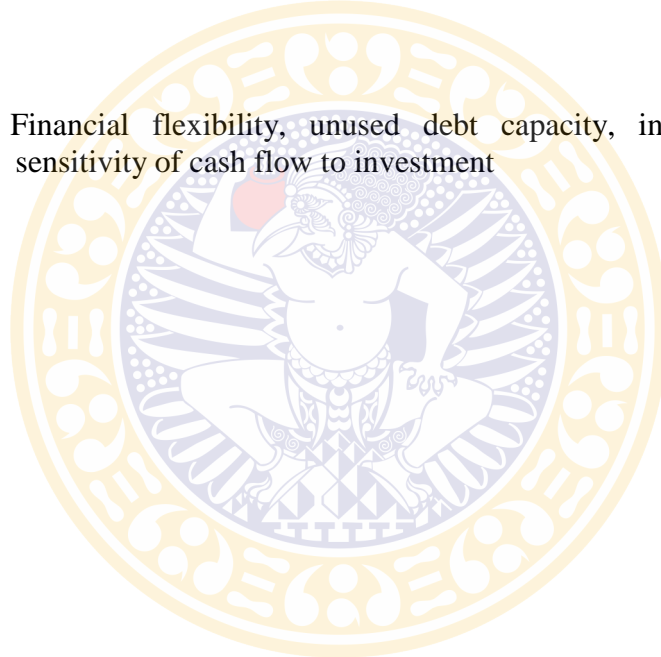 Financial flexibility, unused debt capacity, in
sensitivity of cash flow to investment